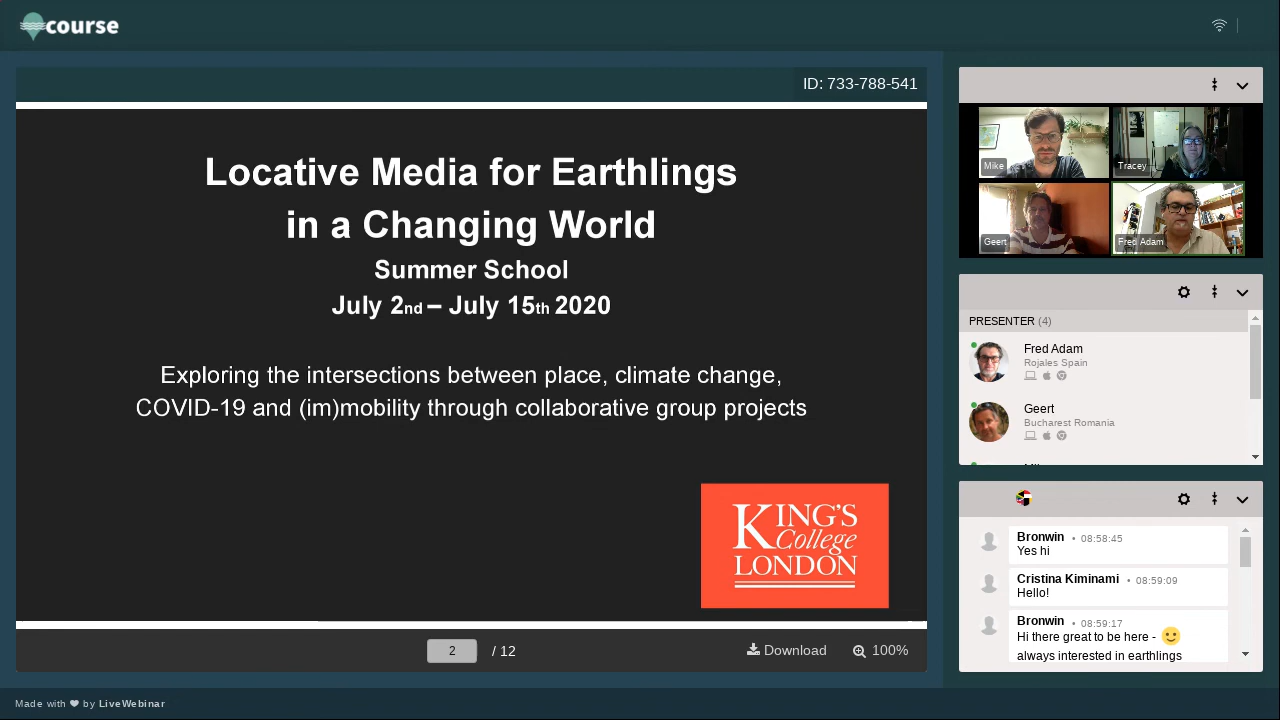 course
ID: 733-788-541
Locative Media for Earthlings
in a Changing World
Summer School
July 2nd – July 15th 2020
Exploring the intersections between place, climate change,
COVID-19 and (im)mobility through collaborative group projects
KING'S
College
LONDON
2 / 12
Download
100%
Made with ❤ by LiveWebinar
Mike
Tracey
Geert
Fred Adam
PRESENTER (4)
Fred Adam
Rojales Spain
Geert
Bucharest Romania
Bronwin • 08:58:45
Yes hi
Cristina Kiminami • 08:59:09
Hello!
Bronwin • 08:59:17
Hi there great to be here - 🙂
always interested in earthlings